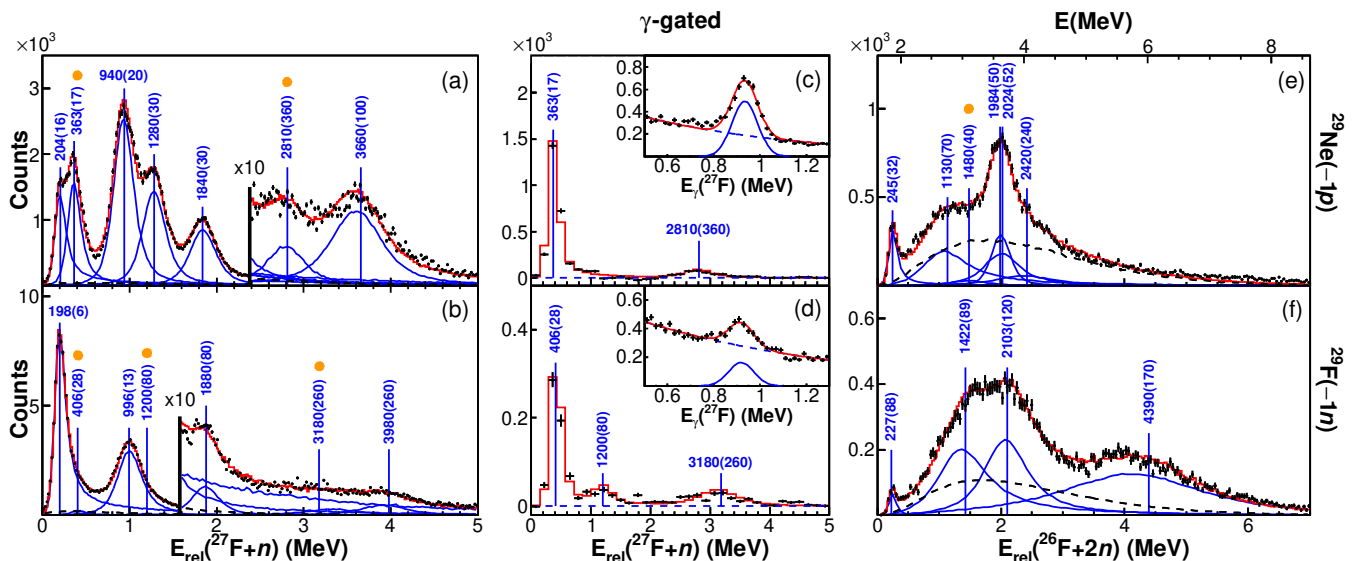 γ-gated
E(MeV)
×10³
×10³
×10³
2 4 6 8
(a)
3
2
1
0
Counts
204(16)
363(17)
940(20)
1280(30)
1840(30)
x10
2810(360)
3660(100)
(b)
10
5
0
Counts
198(6)
406(28)
996(13)
1200(80)
x10
1880(80)
3180(260)
3980(260)
0 1 2 3 4 5
E_rel(²⁷F+n) (MeV)
(c)
2
1.5
1
0.5
0
363(17)
2810(360)
0.8
0.6
0.4
0.2
0.6 0.8 1 1.2
E_γ(²⁷F) (MeV)
(d)
0.4
0.2
0
406(28)
1200(80)
3180(260)
0.6
0.4
0.2
0.6 0.8 1 1.2
E_γ(²⁷F) (MeV)
0 1 2 3 4 5
E_rel(²⁷F+n) (MeV)
(e)
1
0.5
0
245(32)
1130(70)
1480(40)
1984(50)
2024(52)
2420(240)
²⁹Ne(−1p)
(f)
0.6
0.4
0.2
0
227(88)
1422(89)
2103(120)
4390(170)
²⁹F(−1n)
0 2 4 6
E_rel(²⁶F+2n) (MeV)